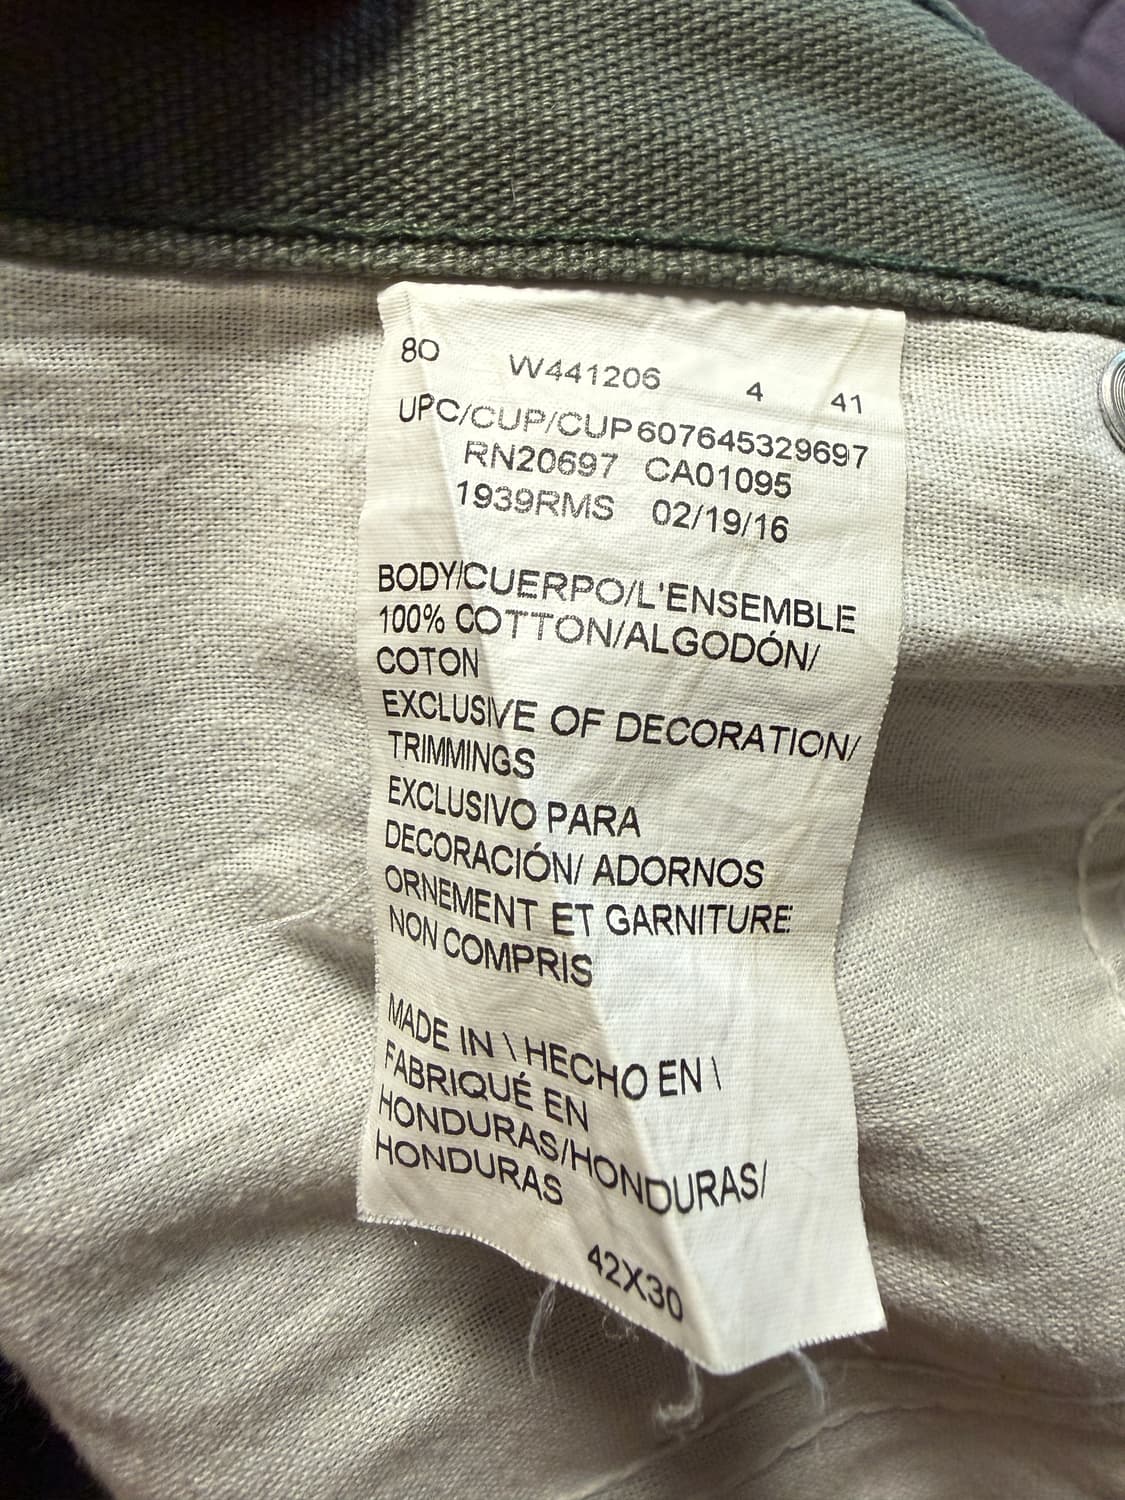 80 W441206 4 41
UPC/CUP/CUP607645329697
RN20697 CA01095
1939RMS 02/19/16
BODY/CUERPO/L'ENSEMBLE
100% COTTON/ALGODÓN/
COTON
EXCLUSIVE OF DECORATION/
TRIMMINGS
EXCLUSIVO PARA
DECORACIÓN/ ADORNOS
ORNEMENT ET GARNITURE
NON COMPRIS
MADE IN \ HECHO EN \
FABRIQUÉ EN
HONDURAS/HONDURAS/
HONDURAS
42X30